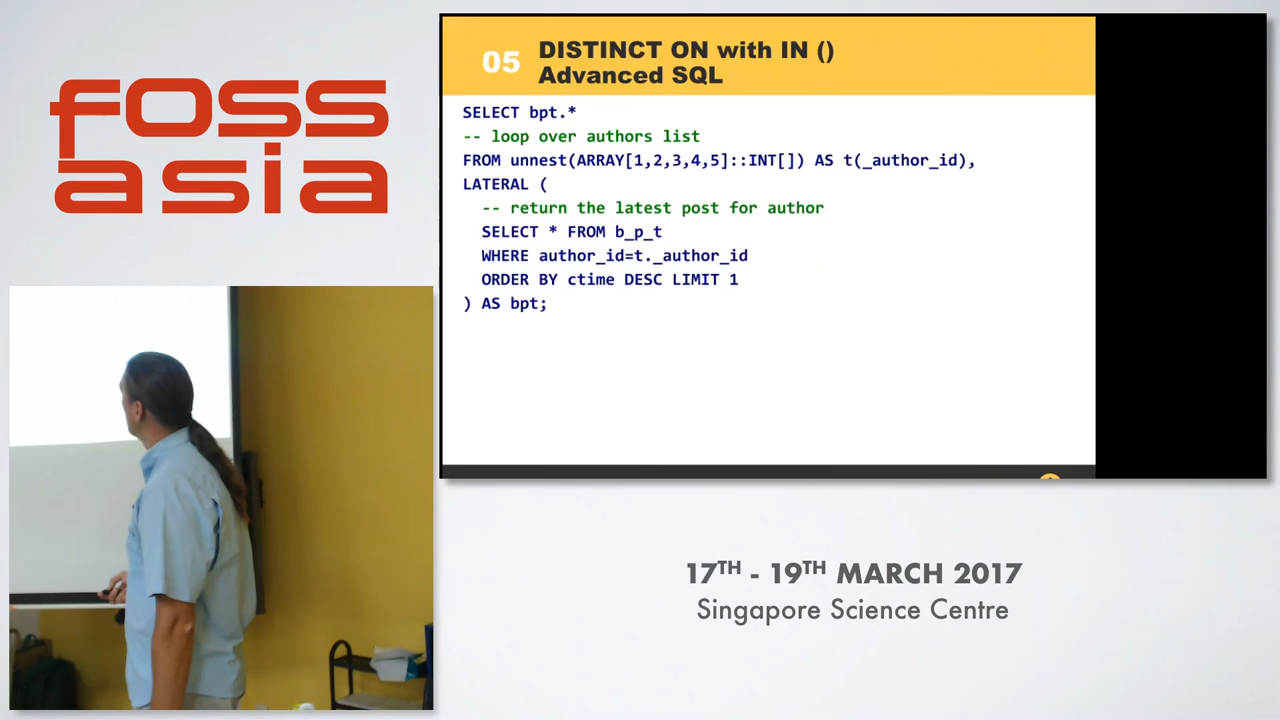 foss
asia
05
DISTINCT ON with IN ()
Advanced SQL
SELECT bpt.*
-- loop over authors list
FROM unnest(ARRAY[1,2,3,4,5]::INT[]) AS t(_author_id),
LATERAL (
-- return the latest post for author
SELECT * FROM b_p_t
WHERE author_id=t._author_id
ORDER BY ctime DESC LIMIT 1
) AS bpt;
17TH - 19TH MARCH 2017
Singapore Science Centre